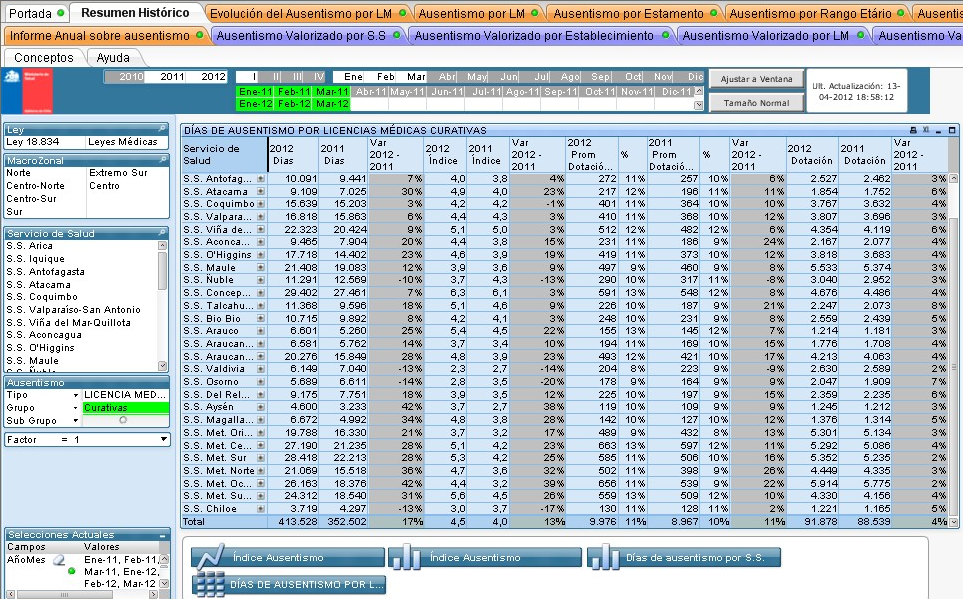 Portada Resumen Histórico Evolución del Ausentismo por LM Ausentismo por LM Ausentismo por Estamento Ausentismo por Rango Etário Ausentis
Informe Anual sobre ausentismo Ausentismo Valorizado por S.S Ausentismo Valorizado por Establecimiento Ausentismo Valorizado por LM Ausentismo Va
Conceptos Ayuda
2010 2011 2012 I II III IV Ene Feb Mar Abr May Jun Jul Ago Sep Oct Nov Dic
Ene-11 Feb-11 Mar-11 Abr-11 May-11 Jun-11 Jul-11 Ago-11 Sep-11 Oct-11 Nov-11 Dic-11
Ene-12 Feb-12 Mar-12
Ajustar a Ventana
Tamaño Normal
Ult. Actualización: 13-
04-2012 18:58:12
Ley
Ley 18.834 Leyes Médicas
MacroZonal
Norte Extremo Sur
Centro-Norte Centro
Centro-Sur
Sur
Servicio de Salud
S.S. Arica
S.S. Iquique
S.S. Antofagasta
S.S. Atacama
S.S. Coquimbo
S.S. Valparaíso-San Antonio
S.S. Viña del Mar-Quillota
S.S. Aconcagua
S.S. O'Higgins
S.S. Maule
S.S. Ñuble
Ausentismo
Tipo LICENCIA MED...
Grupo Curativas
Sub Grupo
Factor = 1
Selecciones Actuales
Campos Valores
AñoMes Ene-11, Feb-11,
Mar-11, Ene-12,
Feb-12, Mar-12
DÍAS DE AUSENTISMO POR LICENCIAS MÉDICAS CURATIVAS
Servicio de Salud 2012 Dias 2011 Dias Var 2012 - 2011 2012 Índice 2011 Índice Var 2012 - 2011 2012 Prom Dotació... % 2011 Prom Dotació... % Var 2012 - 2011 2012 Dotación 2011 Dotación Var 2012 - 2011
S.S. Antofag... 10.091 9.441 7% 4,0 3,8 4% 272 11% 257 10% 6% 2.527 2.462 3%
S.S. Atacama 9.109 7.025 30% 4,9 4,0 23% 217 12% 196 11% 11% 1.854 1.752 6%
S.S. Coquimbo 15.639 15.203 3% 4,2 4,2 -1% 401 11% 364 10% 10% 3.767 3.632 4%
S.S. Valpara... 16.818 15.863 6% 4,4 4,3 3% 410 11% 368 10% 12% 3.807 3.696 3%
S.S. Viña de... 22.323 20.424 9% 5,1 5,0 3% 512 12% 482 12% 6% 4.354 4.119 6%
S.S. Aconca... 9.465 7.904 20% 4,4 3,8 15% 231 11% 186 9% 24% 2.167 2.077 4%
S.S. O'Higgins 17.718 14.402 23% 4,6 3,9 19% 419 11% 373 10% 12% 3.818 3.683 4%
S.S. Maule 21.408 19.083 12% 3,9 3,6 9% 497 9% 460 9% 8% 5.533 5.374 3%
S.S. Ñuble 11.291 12.569 -10% 3,7 4,3 -13% 290 10% 317 11% -8% 3.040 2.952 3%
S.S. Concep... 29.402 27.461 7% 6,3 6,1 3% 591 13% 548 12% 8% 4.676 4.486 4%
S.S. Talcahu... 11.368 9.596 18% 5,1 4,6 9% 226 10% 187 9% 21% 2.247 2.073 8%
S.S. Bio Bio 10.715 9.892 8% 4,2 4,1 3% 248 10% 231 9% 8% 2.559 2.439 5%
S.S. Arauco 6.601 5.260 25% 5,4 4,5 22% 155 13% 145 12% 7% 1.214 1.181 3%
S.S. Araucan... 6.581 5.762 14% 3,7 3,4 10% 194 11% 169 10% 15% 1.776 1.708 4%
S.S. Araucan... 20.276 15.849 28% 4,8 3,9 23% 493 12% 421 10% 17% 4.213 4.063 4%
S.S. Valdivia 6.149 7.040 -13% 2,3 2,7 -14% 204 8% 223 9% -9% 2.630 2.589 2%
S.S. Osorno 5.689 6.611 -14% 2,8 3,5 -20% 178 9% 164 9% 9% 2.047 1.909 7%
S.S. Del Rel... 9.175 7.751 18% 3,9 3,5 12% 225 10% 197 9% 15% 2.359 2.235 6%
S.S. Aysén 4.600 3.233 42% 3,7 2,7 38% 119 10% 109 9% 9% 1.245 1.212 3%
S.S. Magalla... 6.672 4.992 34% 4,8 3,8 28% 142 10% 127 10% 13% 1.376 1.314 5%
S.S. Met. Ori... 19.788 16.330 21% 3,7 3,2 17% 489 9% 432 8% 13% 5.301 5.134 3%
S.S. Met. Ce... 27.190 21.235 28% 5,1 4,2 23% 663 13% 597 12% 11% 5.292 5.086 4%
S.S. Met. Sur 28.418 22.213 28% 5,3 4,2 25% 585 11% 506 10% 16% 5.352 5.235 2%
S.S. Met. Norte 21.069 15.518 36% 4,7 3,6 32% 502 11% 398 9% 26% 4.449 4.335 3%
S.S. Met. Oc... 26.163 18.376 42% 4,4 3,2 39% 656 11% 539 9% 22% 5.914 5.775 2%
S.S. Met. Su... 24.312 18.540 31% 5,6 4,5 26% 559 13% 509 12% 10% 4.330 4.156 4%
S.S. Chiloe 3.719 4.297 -13% 3,0 3,7 -17% 130 11% 128 11% 2% 1.221 1.165 5%
Total 413.528 352.502 17% 4,5 4,0 13% 9.976 11% 8.967 10% 11% 91.878 88.539 4%
Índice Ausentismo Índice Ausentismo Días de ausentismo por S.S.
DÍAS DE AUSENTISMO POR L...